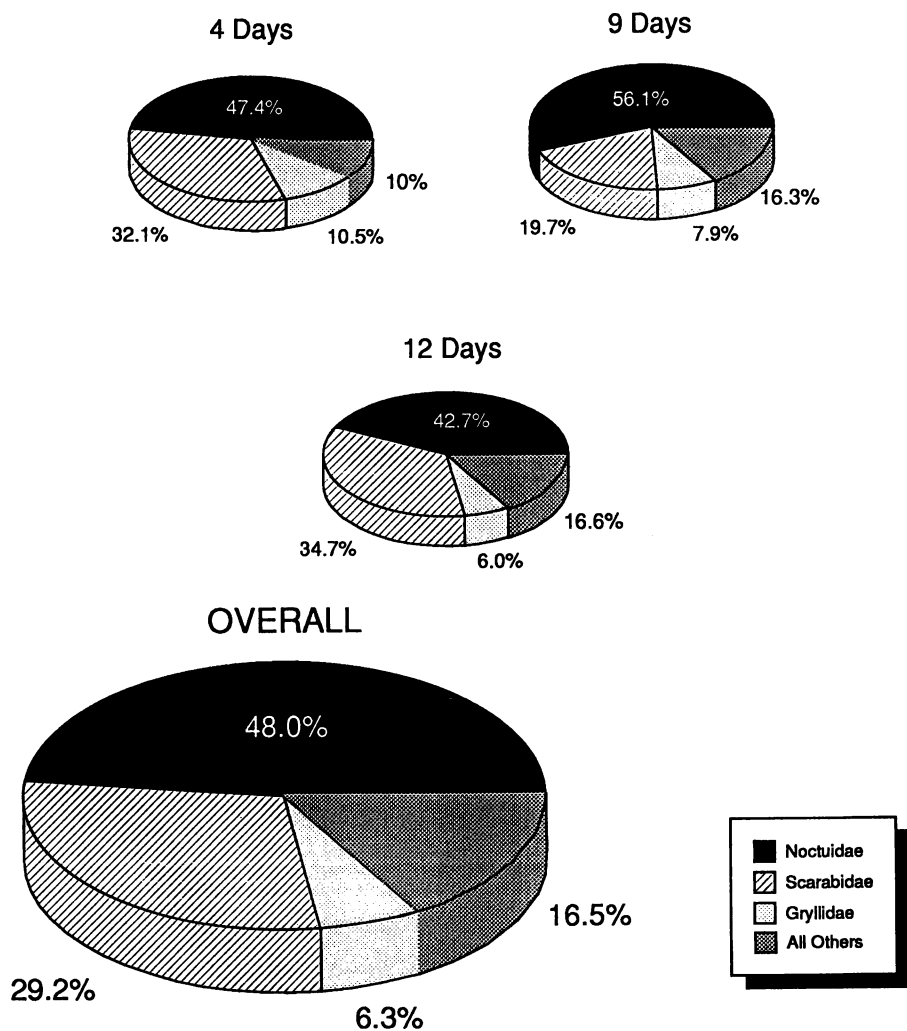 4 Days
47.4%
10%
32.1%
10.5%
9 Days
56.1%
16.3%
19.7%
7.9%
12 Days
42.7%
16.6%
34.7%
6.0%
OVERALL
48.0%
16.5%
29.2%
6.3%
Noctuidae
Scarabidae
Gryllidae
All Others